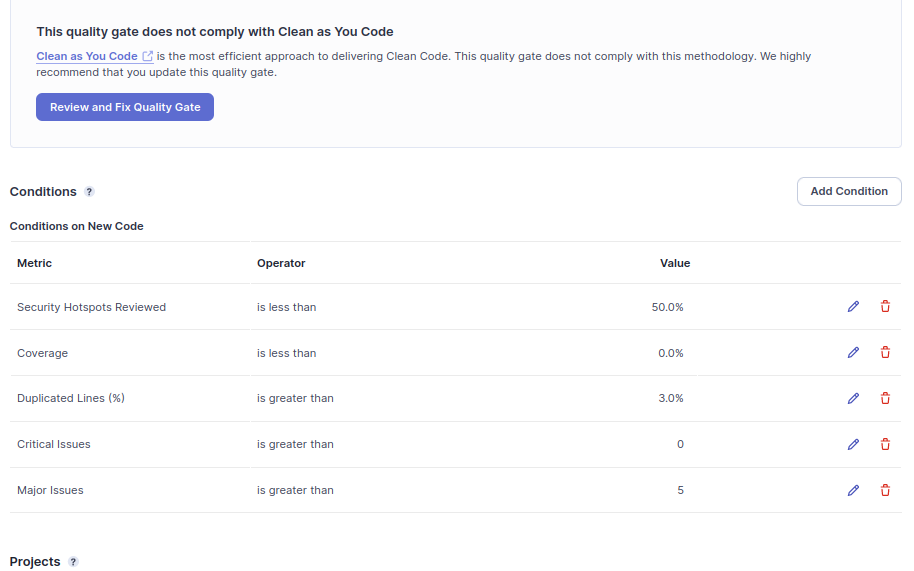 This quality gate does not comply with Clean as You Code
Clean as You Code is the most efficient approach to delivering Clean Code. This quality gate does not comply with this methodology. We highly
recommend that you update this quality gate.
Review and Fix Quality Gate
Conditions ?
Add Condition
Conditions on New Code
Metric Operator Value
Security Hotspots Reviewed is less than 50.0%
Coverage is less than 0.0%
Duplicated Lines (%) is greater than 3.0%
Critical Issues is greater than 0
Major Issues is greater than 5
Projects ?